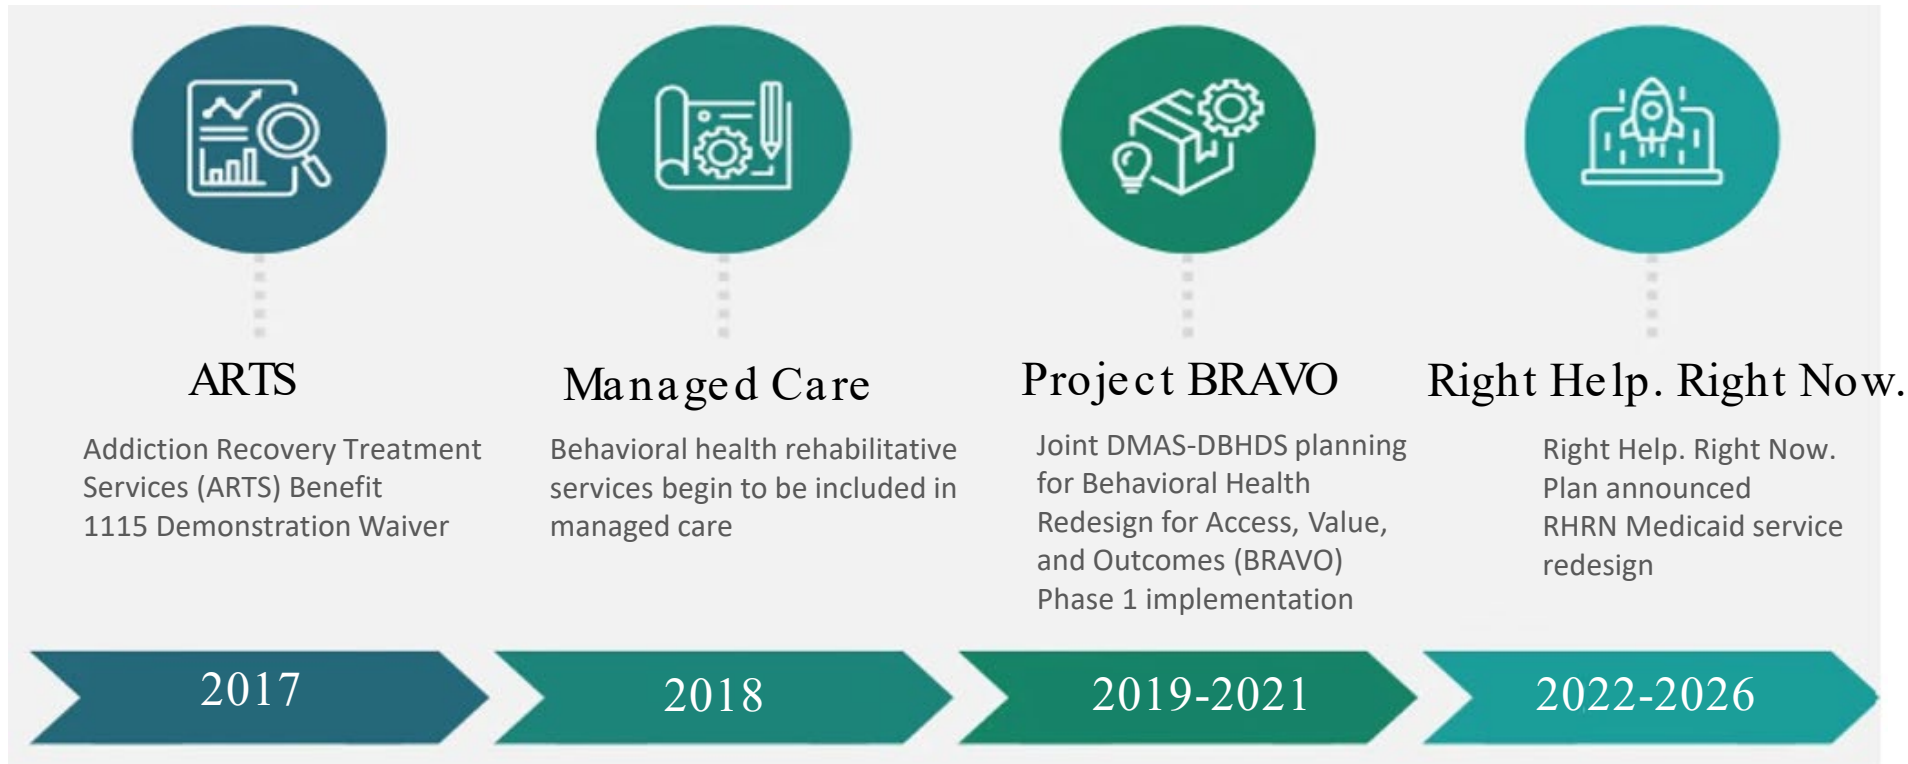 ARTS
Addiction Recovery Treatment
Services (ARTS) Benefit
1115 Demonstration Waiver
2017
Managed Care
Behavioral health rehabilitative
services begin to be included in
managed care
2018
Project BRAVO
Joint DMAS-DBHDS planning
for Behavioral Health
Redesign for Access, Value,
and Outcomes (BRAVO)
Phase 1 implementation
2019-2021
Right Help. Right Now.
Right Help. Right Now.
Plan announced
RHRN Medicaid service
redesign
2022-2026